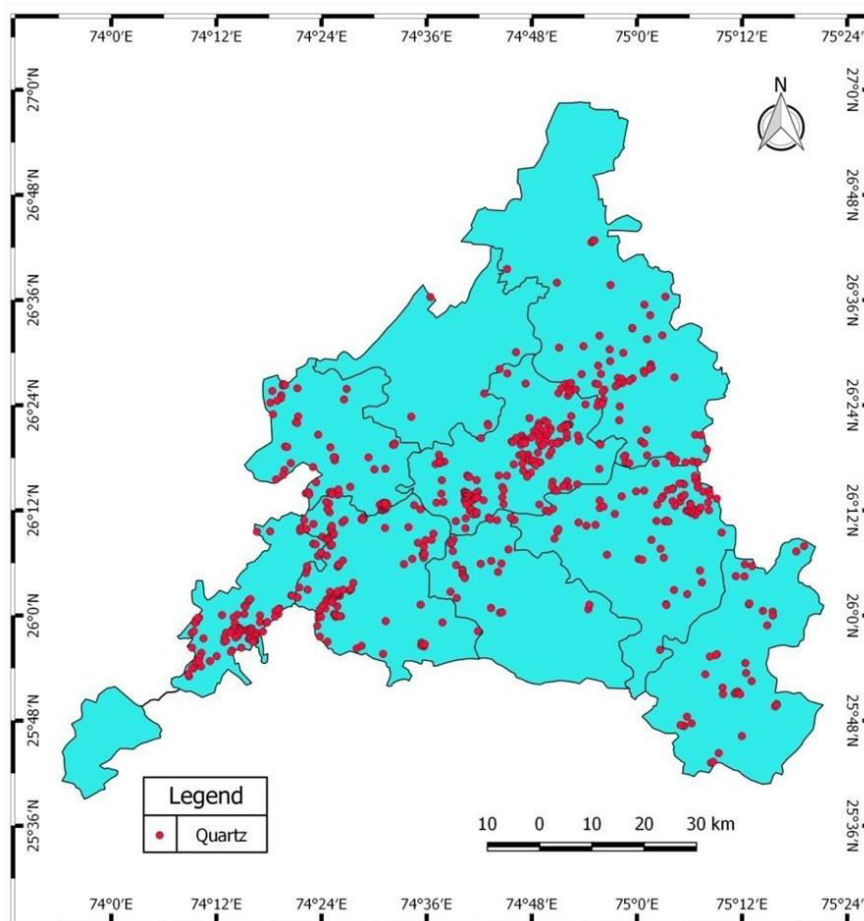 74°0′E 74°12′E 74°24′E 74°36′E 74°48′E 75°0′E 75°12′E 75°24′
N
27°0′N 27°0′N
26°48′N 26°48′N
26°36′N 26°36′N
26°24′N 26°24′N
26°12′N 26°12′N
26°0′N 26°0′N
25°48′N 25°48′N
25°36′N 25°36′N
Legend
Quartz
10 0 10 20 30 km
74°0′E 74°12′E 74°24′E 74°36′E 74°48′E 75°0′E 75°12′E 75°24′